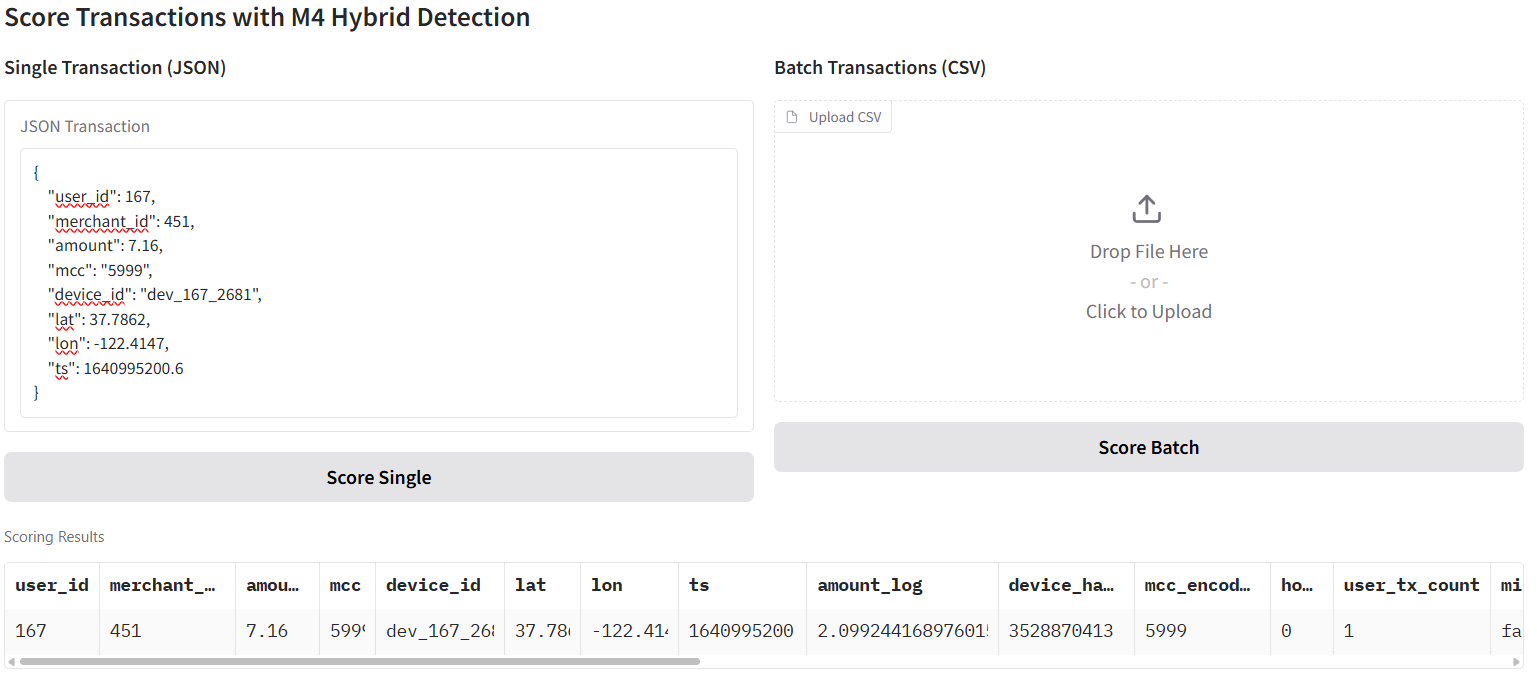 Score Transactions with M4 Hybrid Detection
Single Transaction (JSON)
JSON Transaction
{
"user_id": 167,
"merchant_id": 451,
"amount": 7.16,
"mcc": "5999",
"device_id": "dev_167_2681",
"lat": 37.7862,
"lon": -122.4147,
"ts": 1640995200.6
}
Score Single
Batch Transactions (CSV)
Upload CSV
Drop File Here
- or -
Click to Upload
Score Batch
Scoring Results
user_id merchant_… amou… mcc device_id lat lon ts amount_log device_ha… mcc_encod… ho… user_tx_count mi
167 451 7.16 599 dev_167_268 37.786 -122.414 1640995200 2.099244168976015 3528870413 5999 0 1 fa